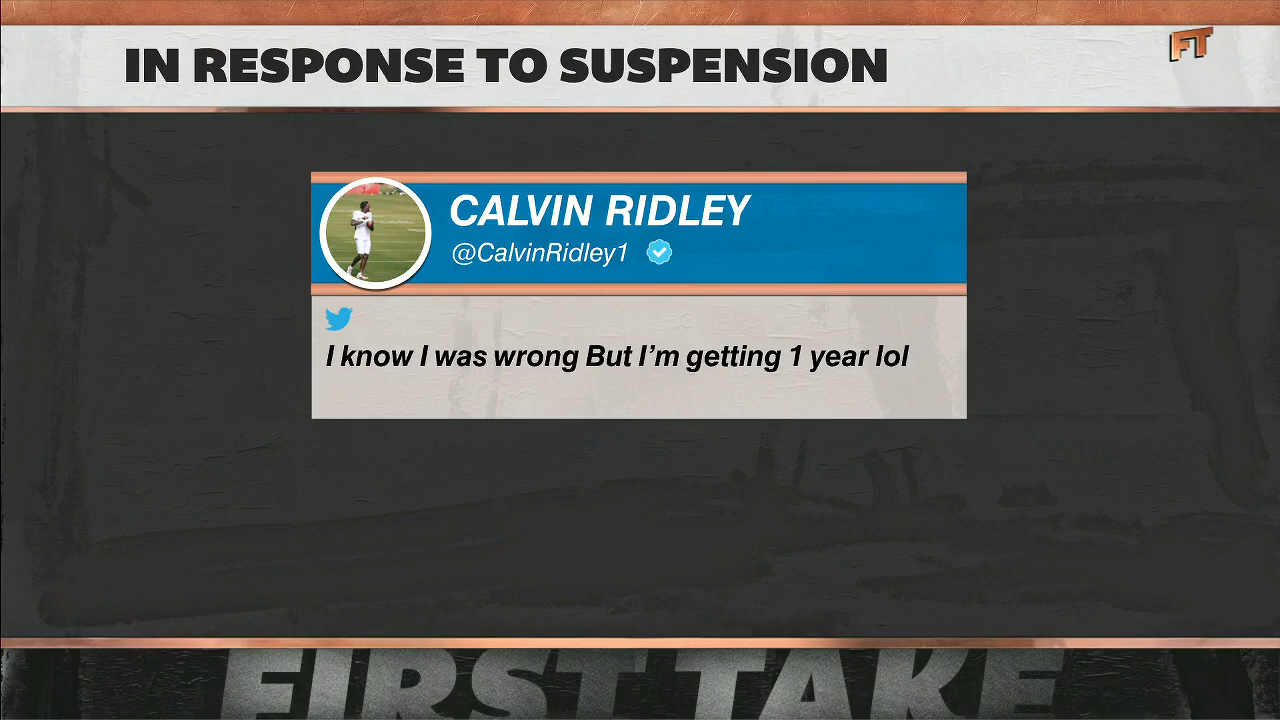 IN RESPONSE TO SUSPENSION
FT
CALVIN RIDLEY
@CalvinRidley1
I know I was wrong But I’m getting 1 year lol
FIRST TAKE